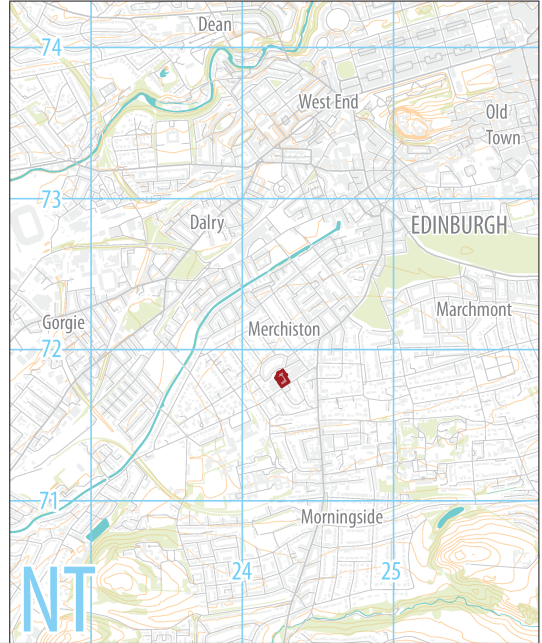 Dean
74
West End
Old
Town
73
Dalry
EDINBURGH
Gorgie
Merchiston
Marchmont
72
71
Morningside
24
25
NT